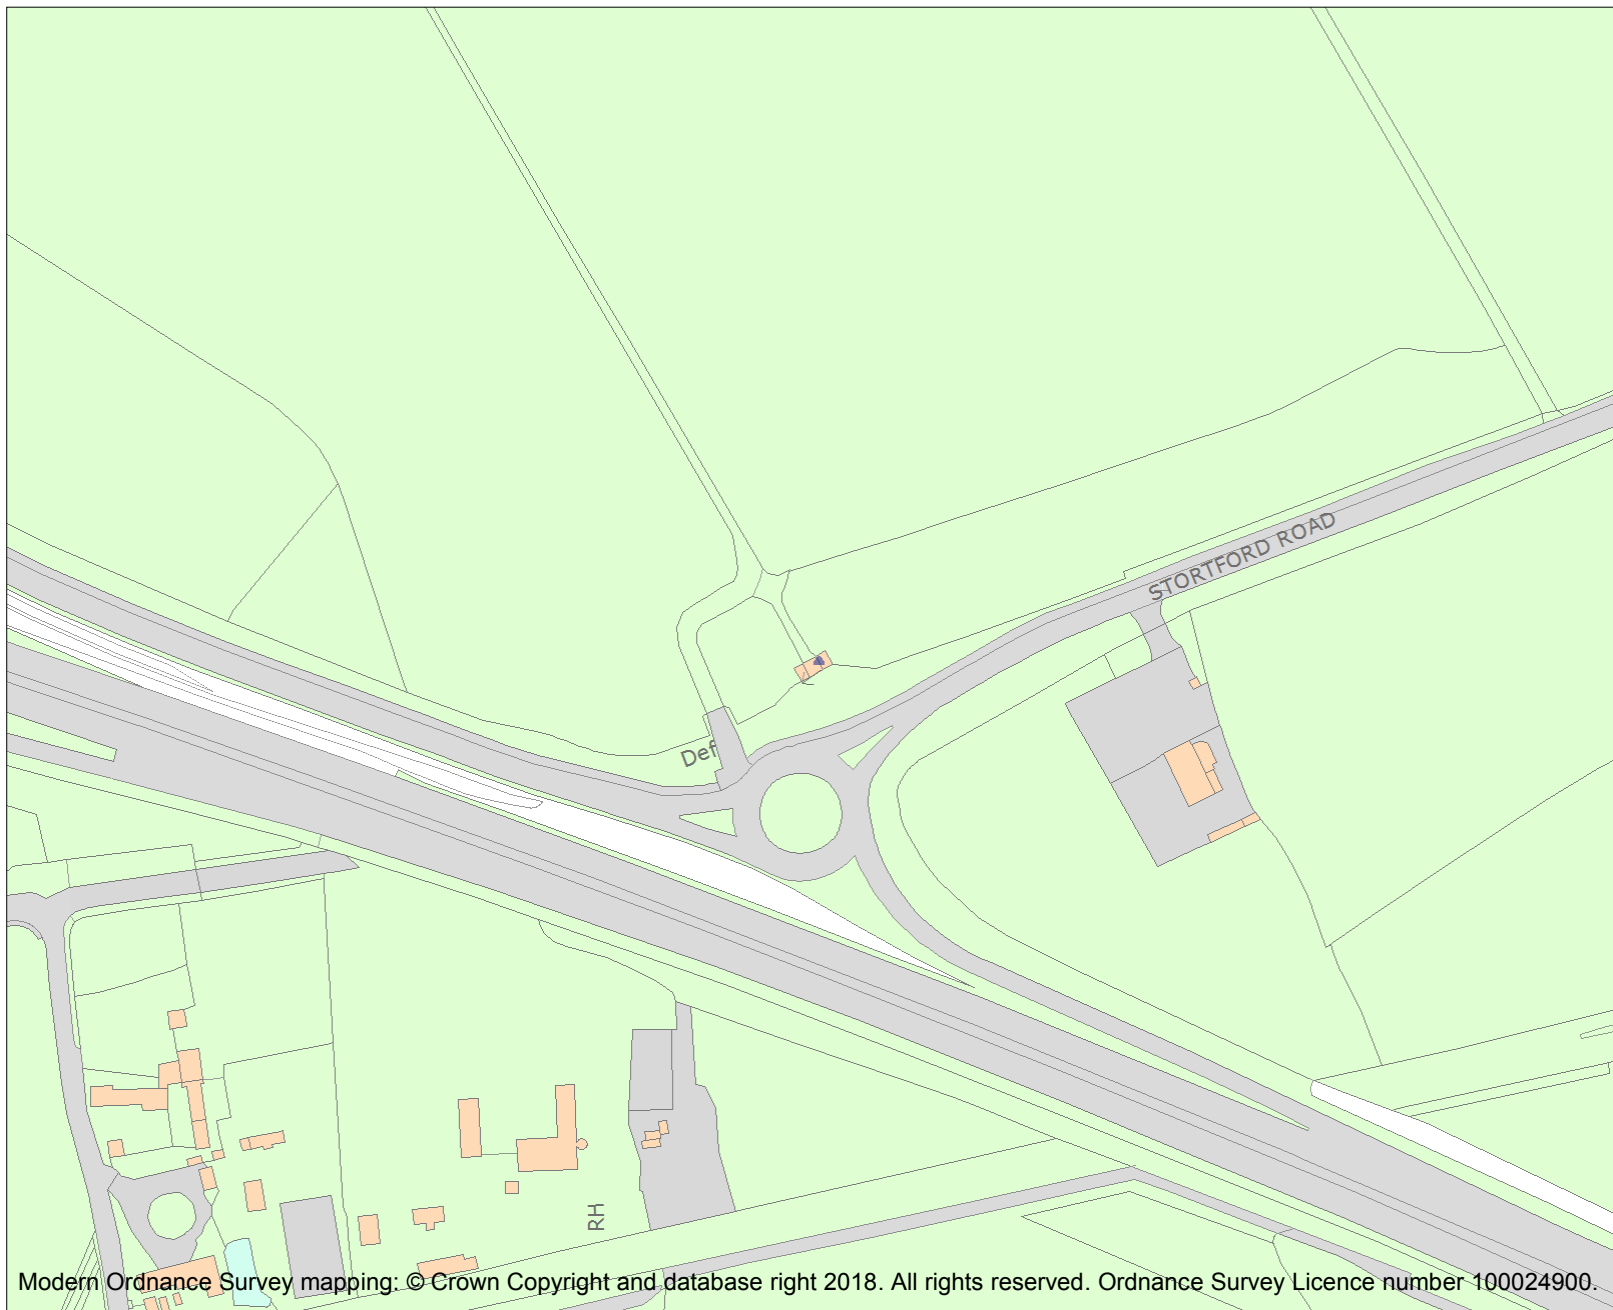 STORTFORD ROAD
Def
RH
Modern Ordnance Survey mapping: © Crown Copyright and database right 2018. All rights reserved. Ordnance Survey Licence number 100024900.